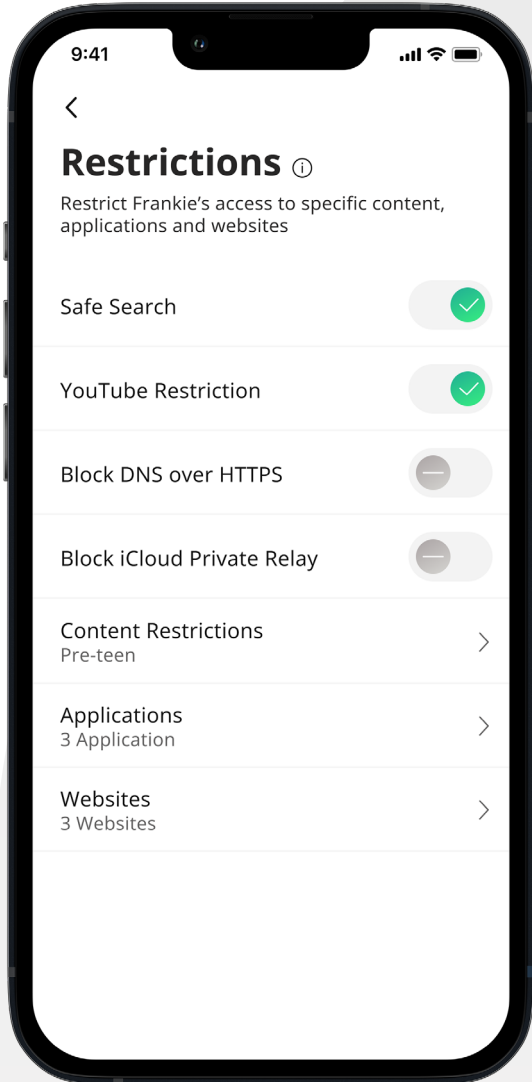 9:41
Restrictions
Restrict Frankie’s access to specific content,
applications and websites
Safe Search
YouTube Restriction
Block DNS over HTTPS
Block iCloud Private Relay
Content Restrictions
Pre-teen
Applications
3 Application
Websites
3 Websites